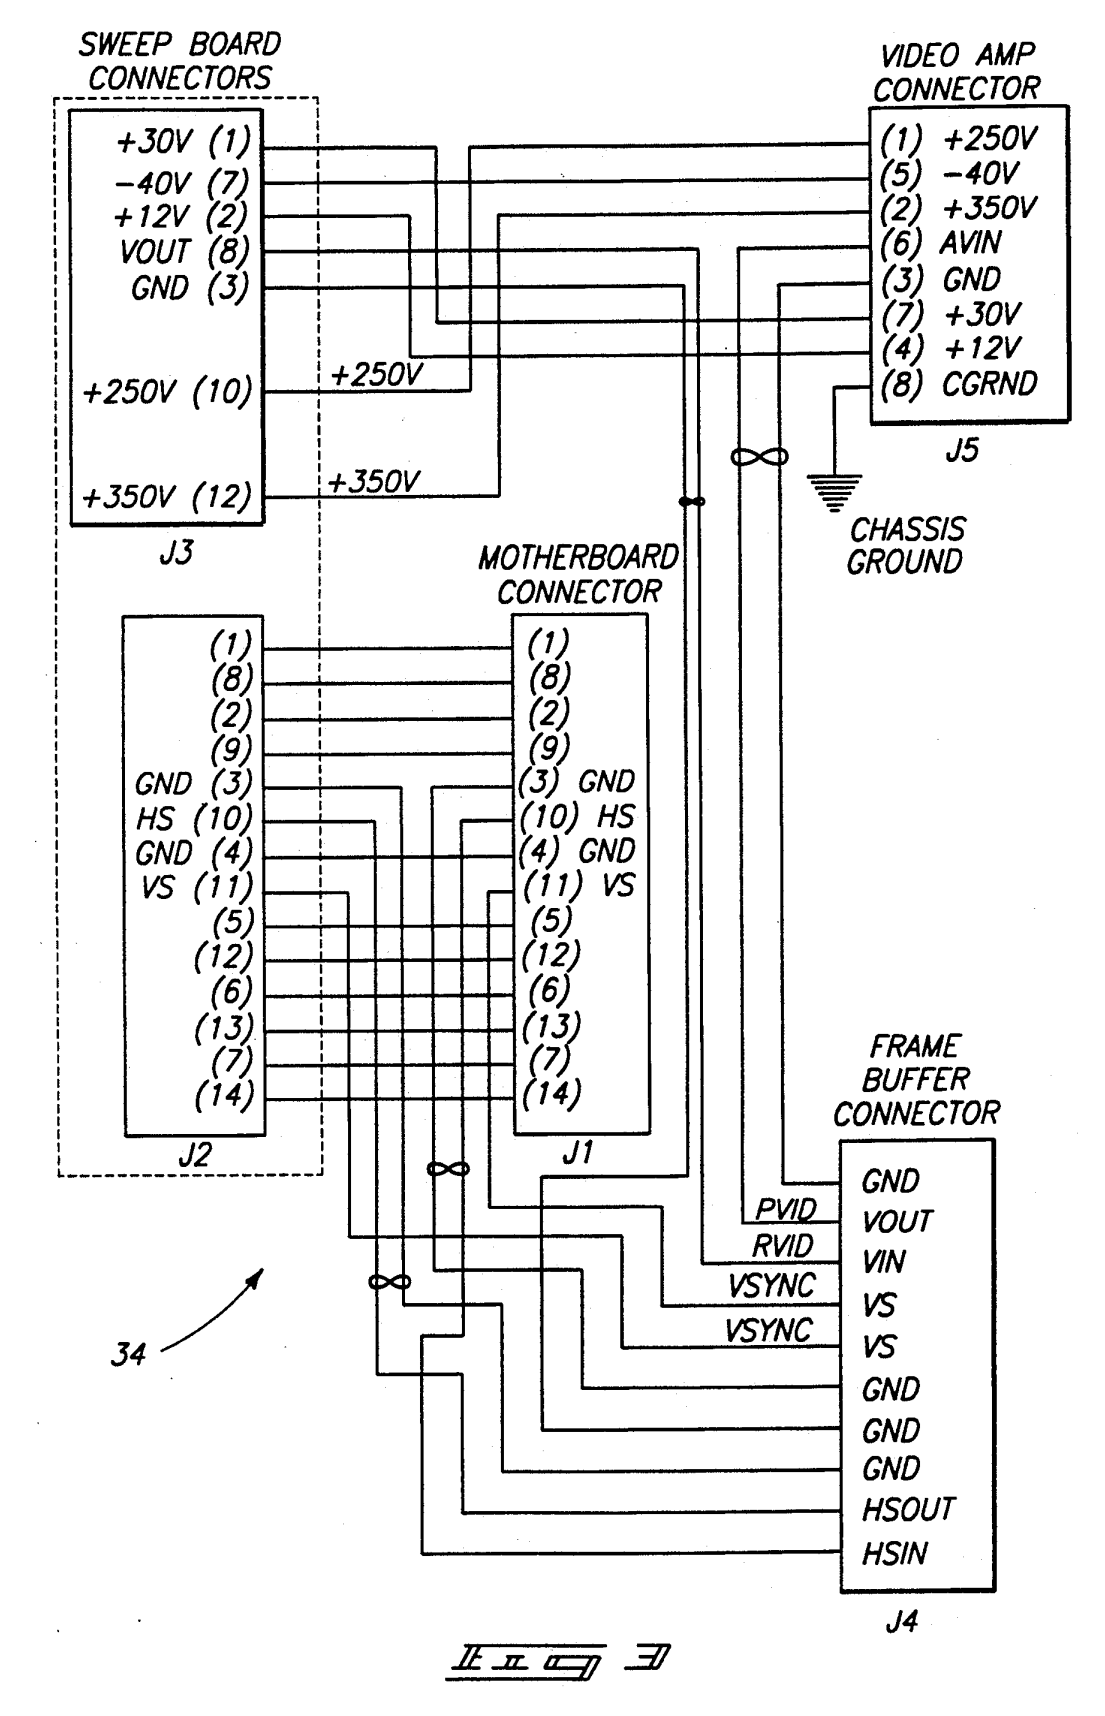 SWEEP BOARD
CONNECTORS
+30V (1)
-40V (7)
+12V (2)
VOUT (8)
GND (3)
+250V (10)
+350V (12)
J3
+250V
+350V
VIDEO AMP
CONNECTOR
(1) +250V
(5) -40V
(2) +350V
(6) AVIN
(3) GND
(7) +30V
(4) +12V
(8) CGRND
J5
CHASSIS
GROUND
(1)
(8)
(2)
(9)
GND (3)
HS (10)
GND (4)
VS (11)
(5)
(12)
(6)
(13)
(7)
(14)
J2
MOTHERBOARD
CONNECTOR
(1)
(8)
(2)
(9)
(3) GND
(10) HS
(4) GND
(11) VS
(5)
(12)
(6)
(13)
(7)
(14)
J1
FRAME
BUFFER
CONNECTOR
GND
PVID VOUT
RVID VIN
VSYNC VS
VSYNC VS
GND
GND
GND
HSOUT
HSIN
J4
34
Fig 3